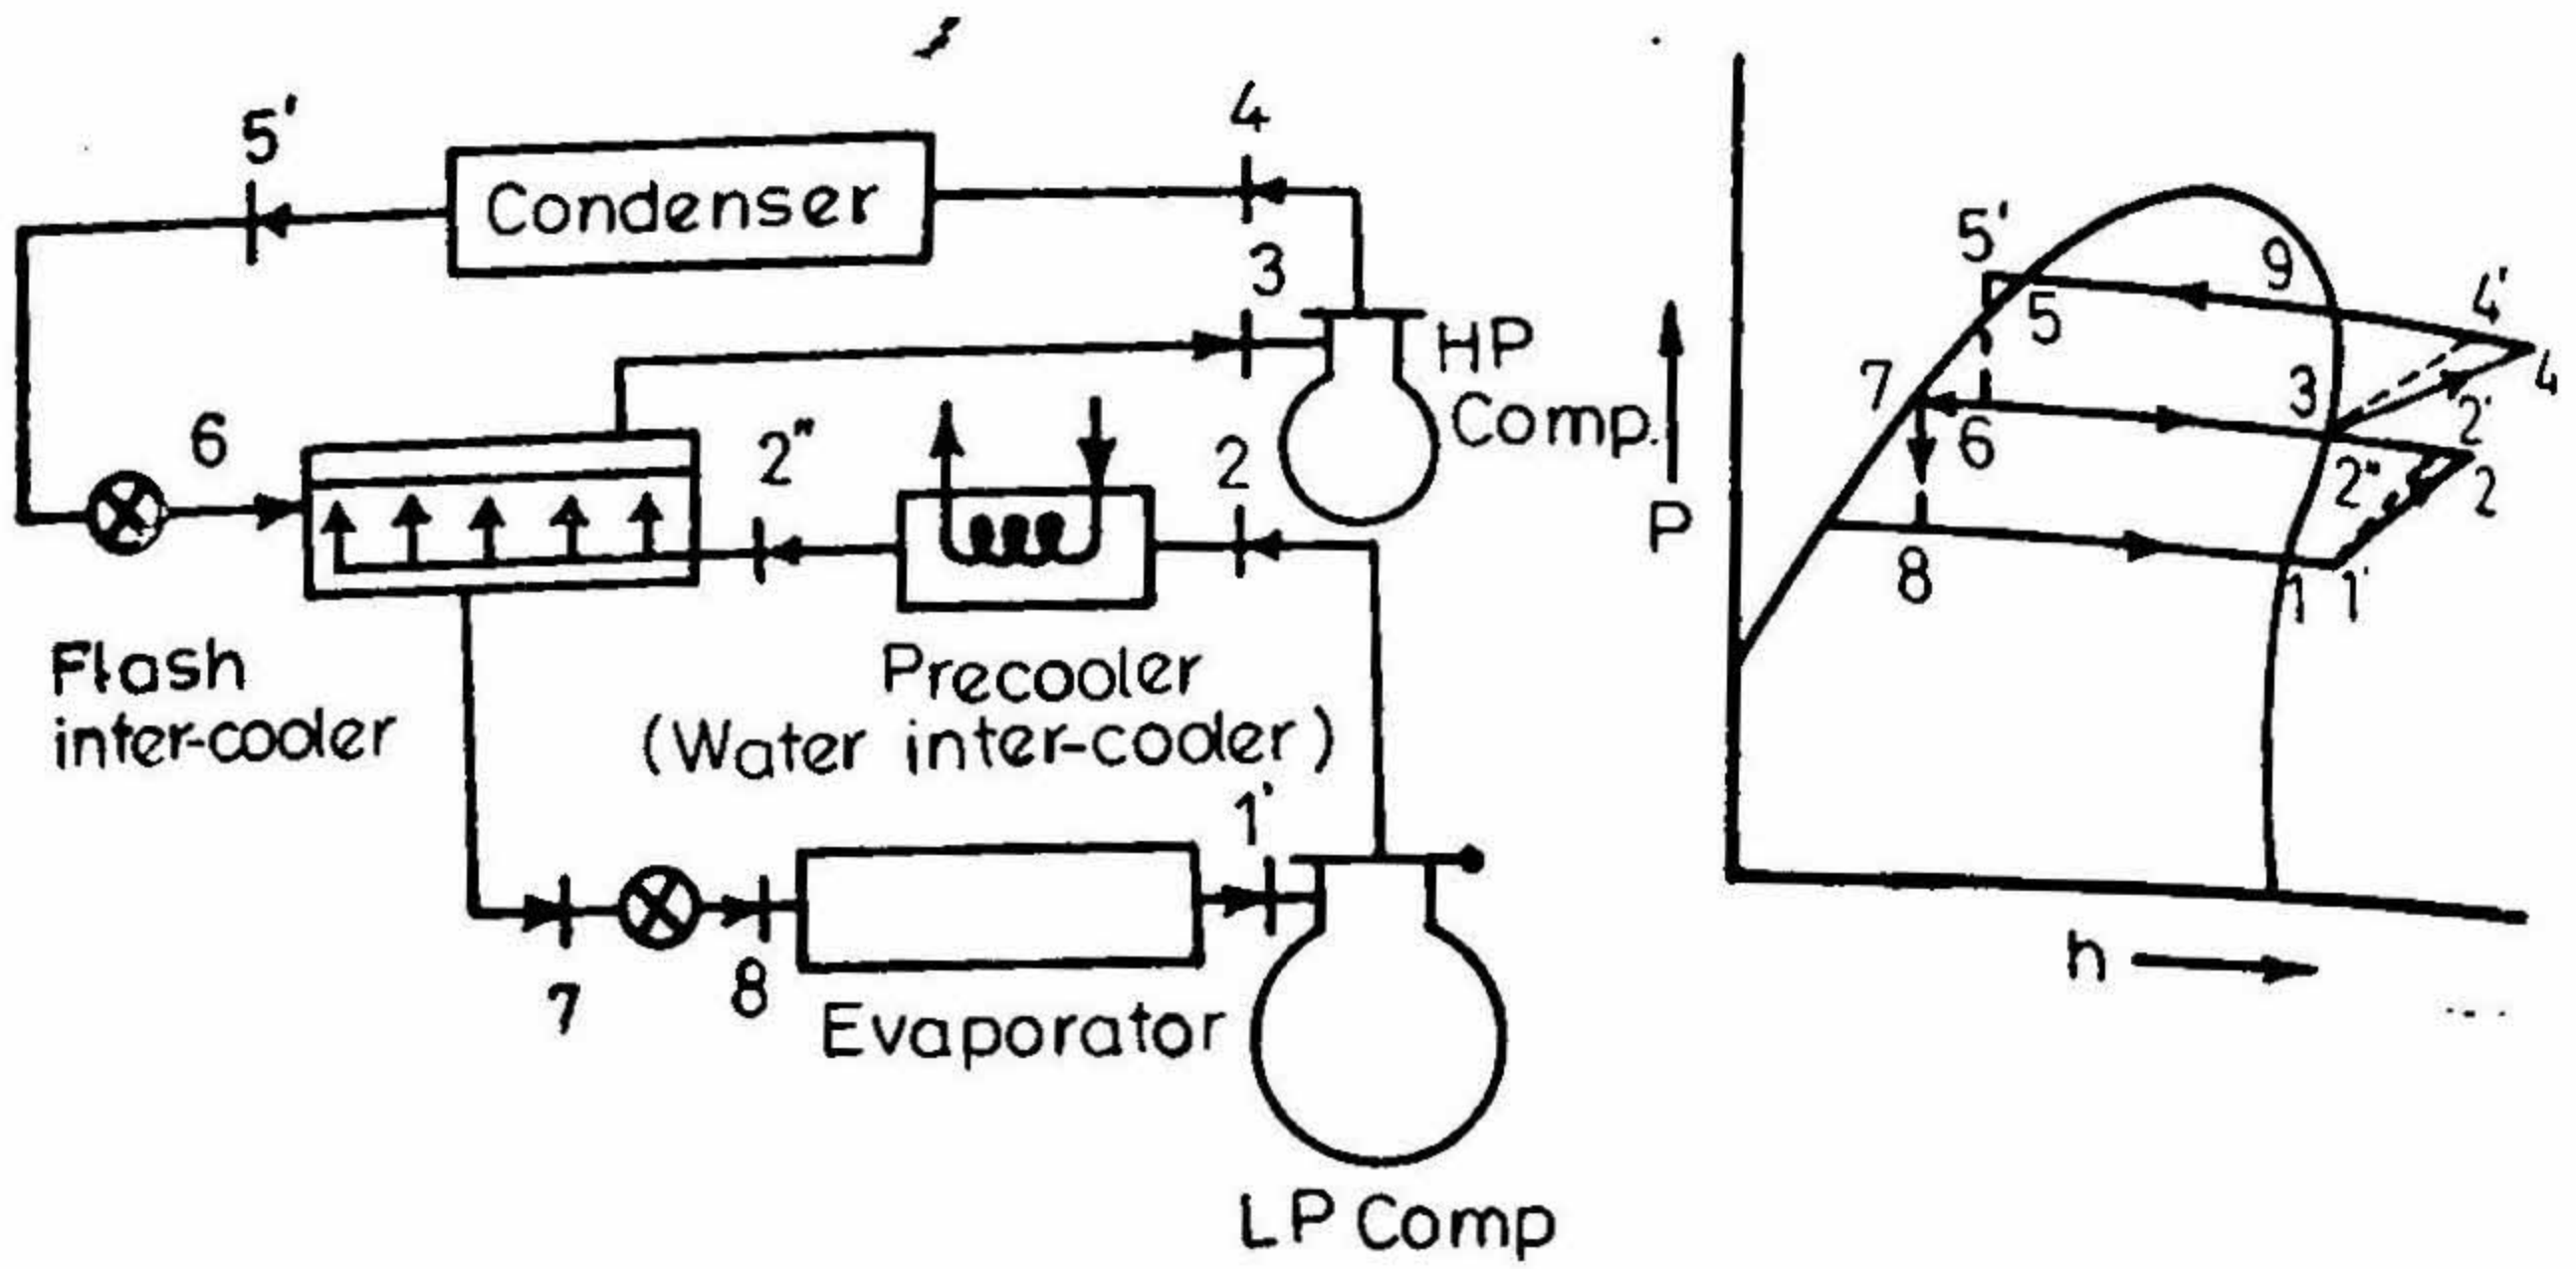 5'
Condenser
4
3
HP
Comp.
6
2"
2
Flash
inter-cooler
Precooler
(Water inter-cooler)
1'
7
8
Evaporator
LP Comp
P
5'
5
9
4'
4
7
6
3
2'
2"
2
8
1
1'
h